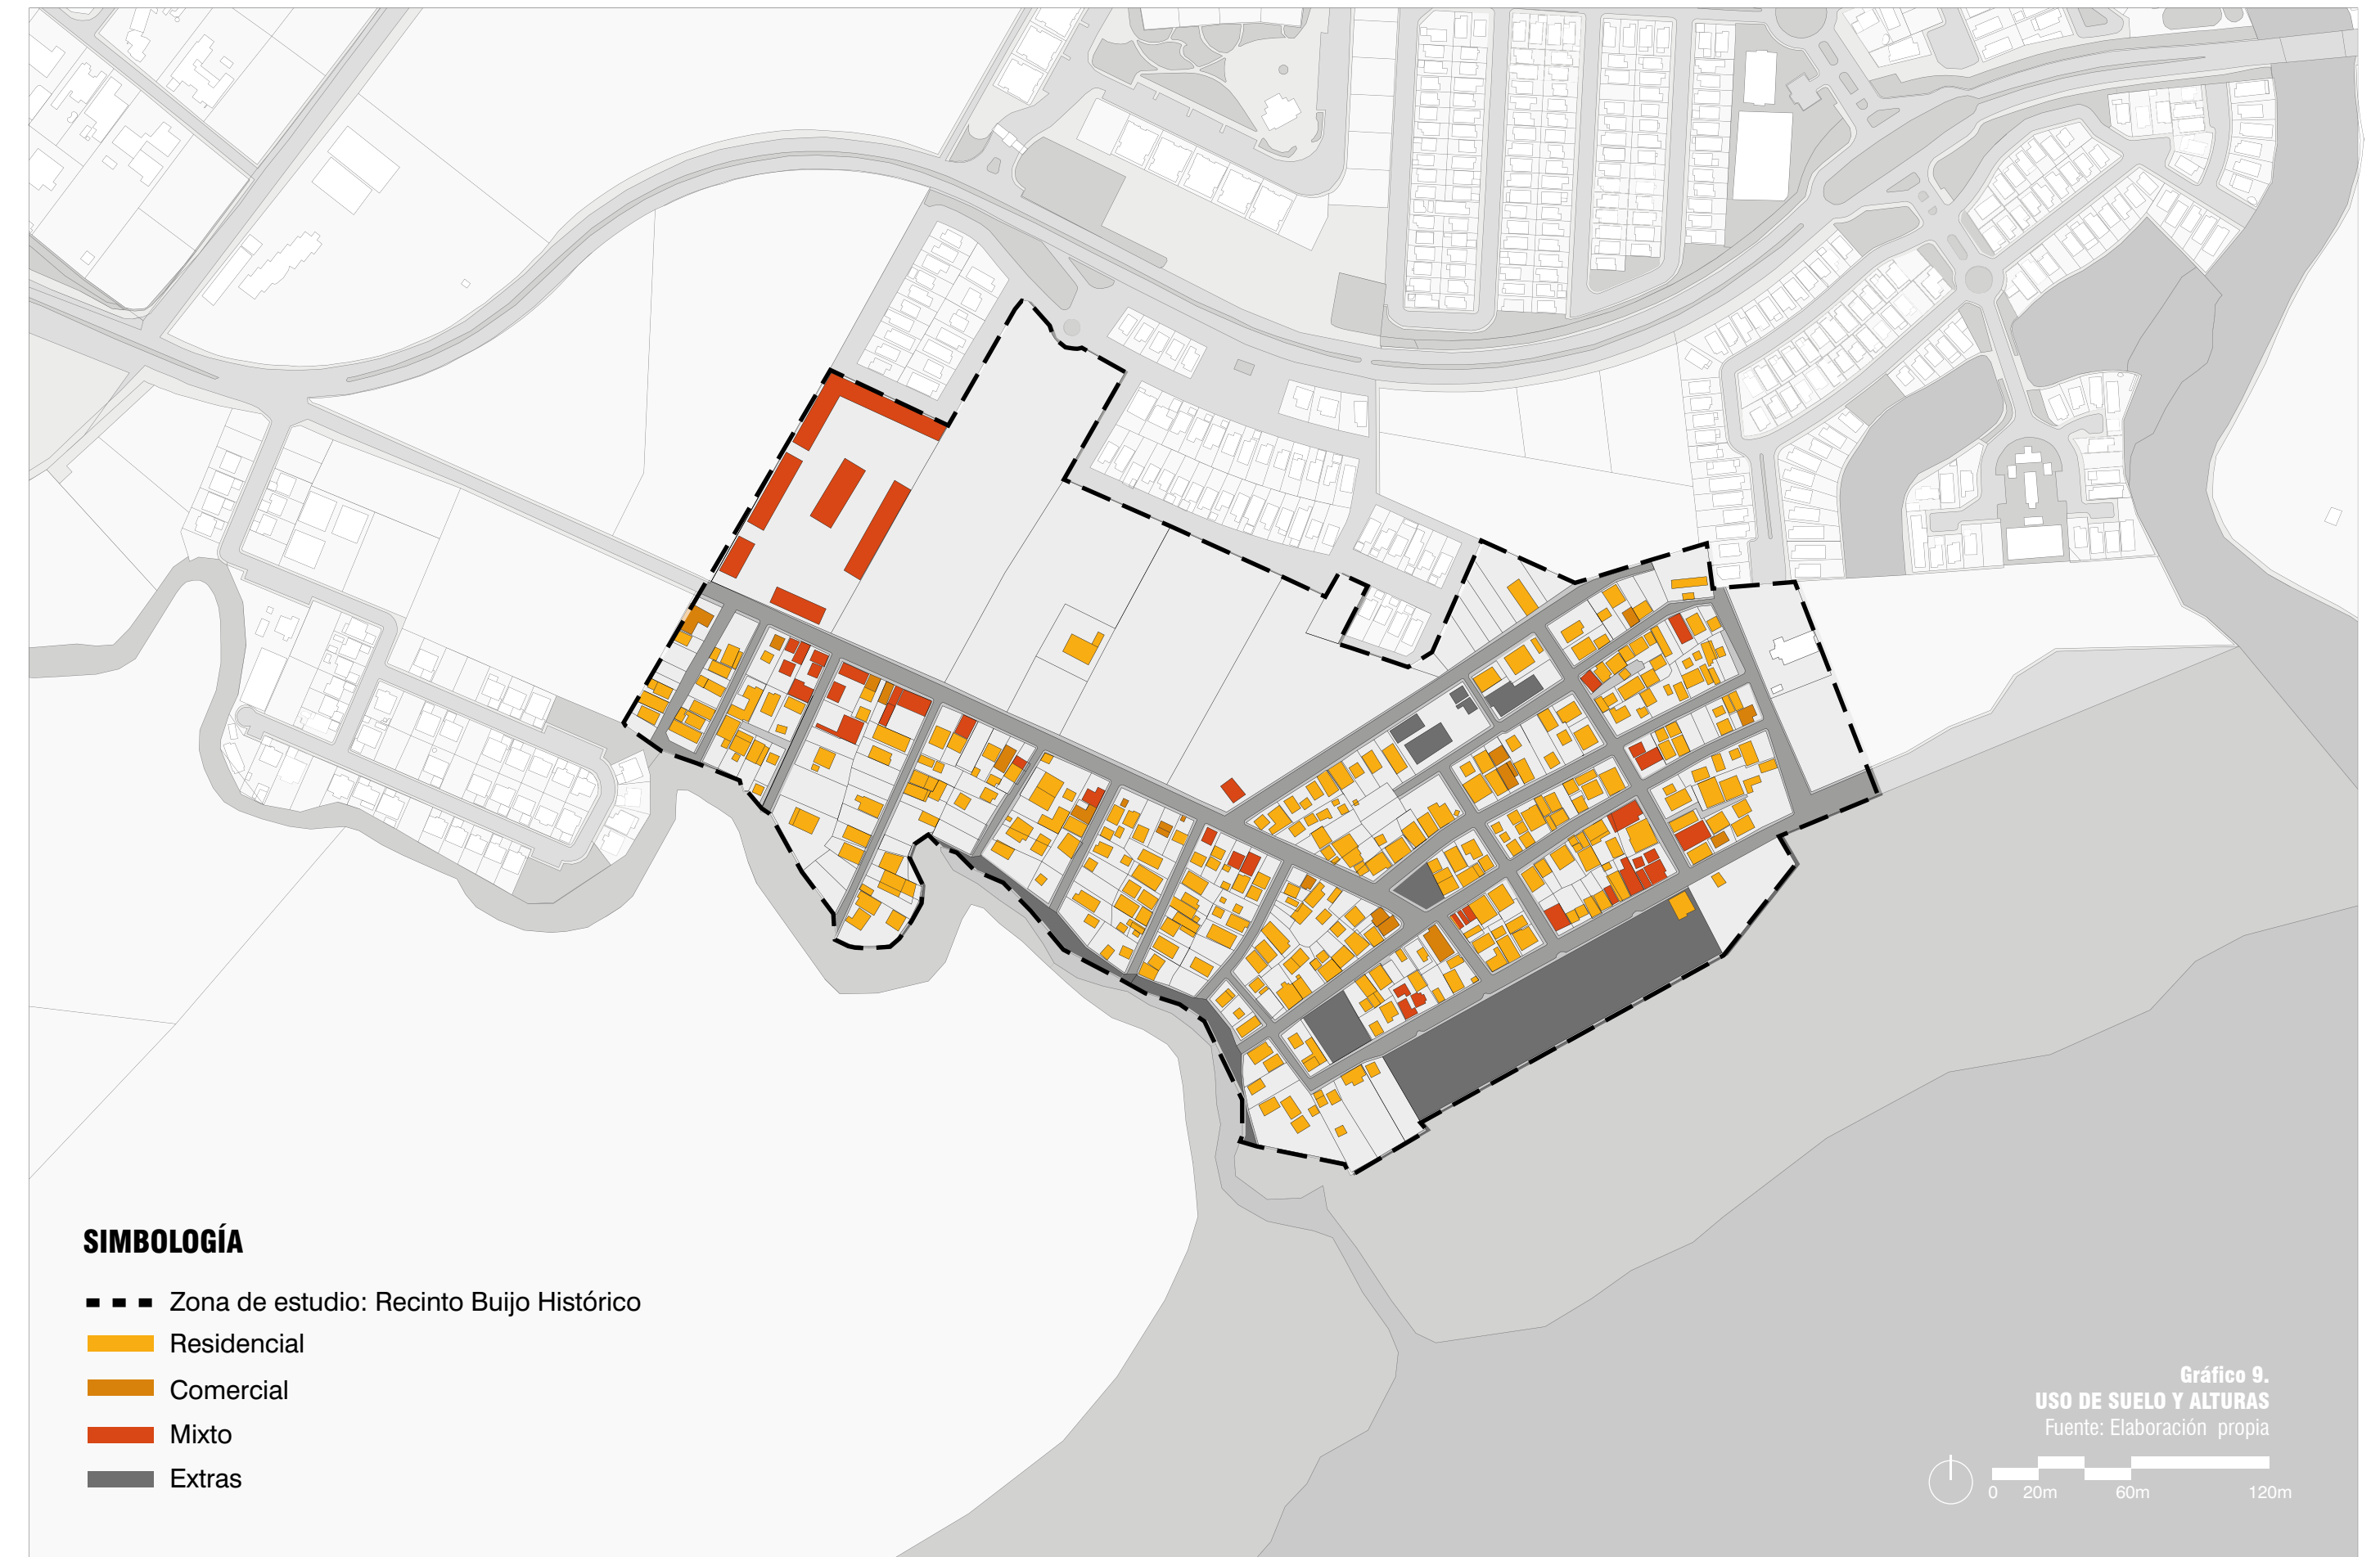 SIMBOLOGÍA
Zona de estudio: Recinto Buijo Histórico
Residencial
Comercial
Mixto
Extras
Gráfico 9.
USO DE SUELO Y ALTURAS
Fuente: Elaboración propia
0 20m 60m 120m